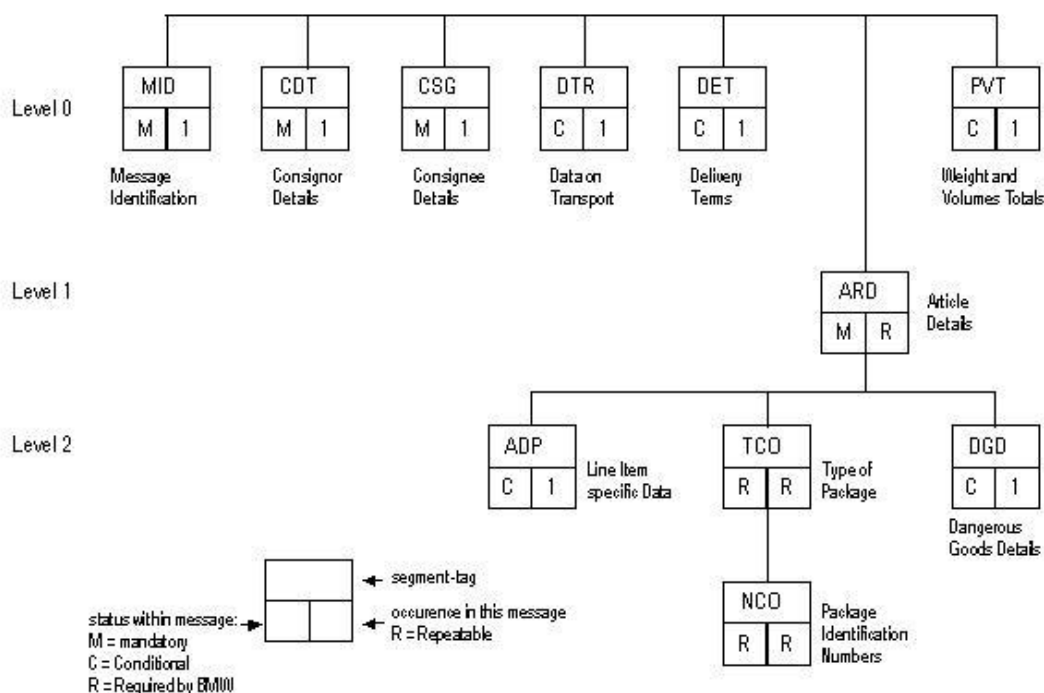 Level 0
MID
M 1
Message
Identification
CDT
M 1
Consignor
Details
CSG
M 1
Consignee
Details
DTR
C 1
Data on
Transport
DET
C 1
Delivery
Terms
PVT
C 1
Weight and
Volumes Totals
Level 1
ARD
M R
Article
Details
Level 2
ADP
C 1
Line Item
specific Data
TCO
R R
Type of
Package
DGD
C 1
Dangerous
Goods Details
NCO
R R
Package
Identification
Numbers
segment-tag
occurence in this message
R = Repeatable
status within message:
M = mandatory
C = Conditional
R = Required by BMW